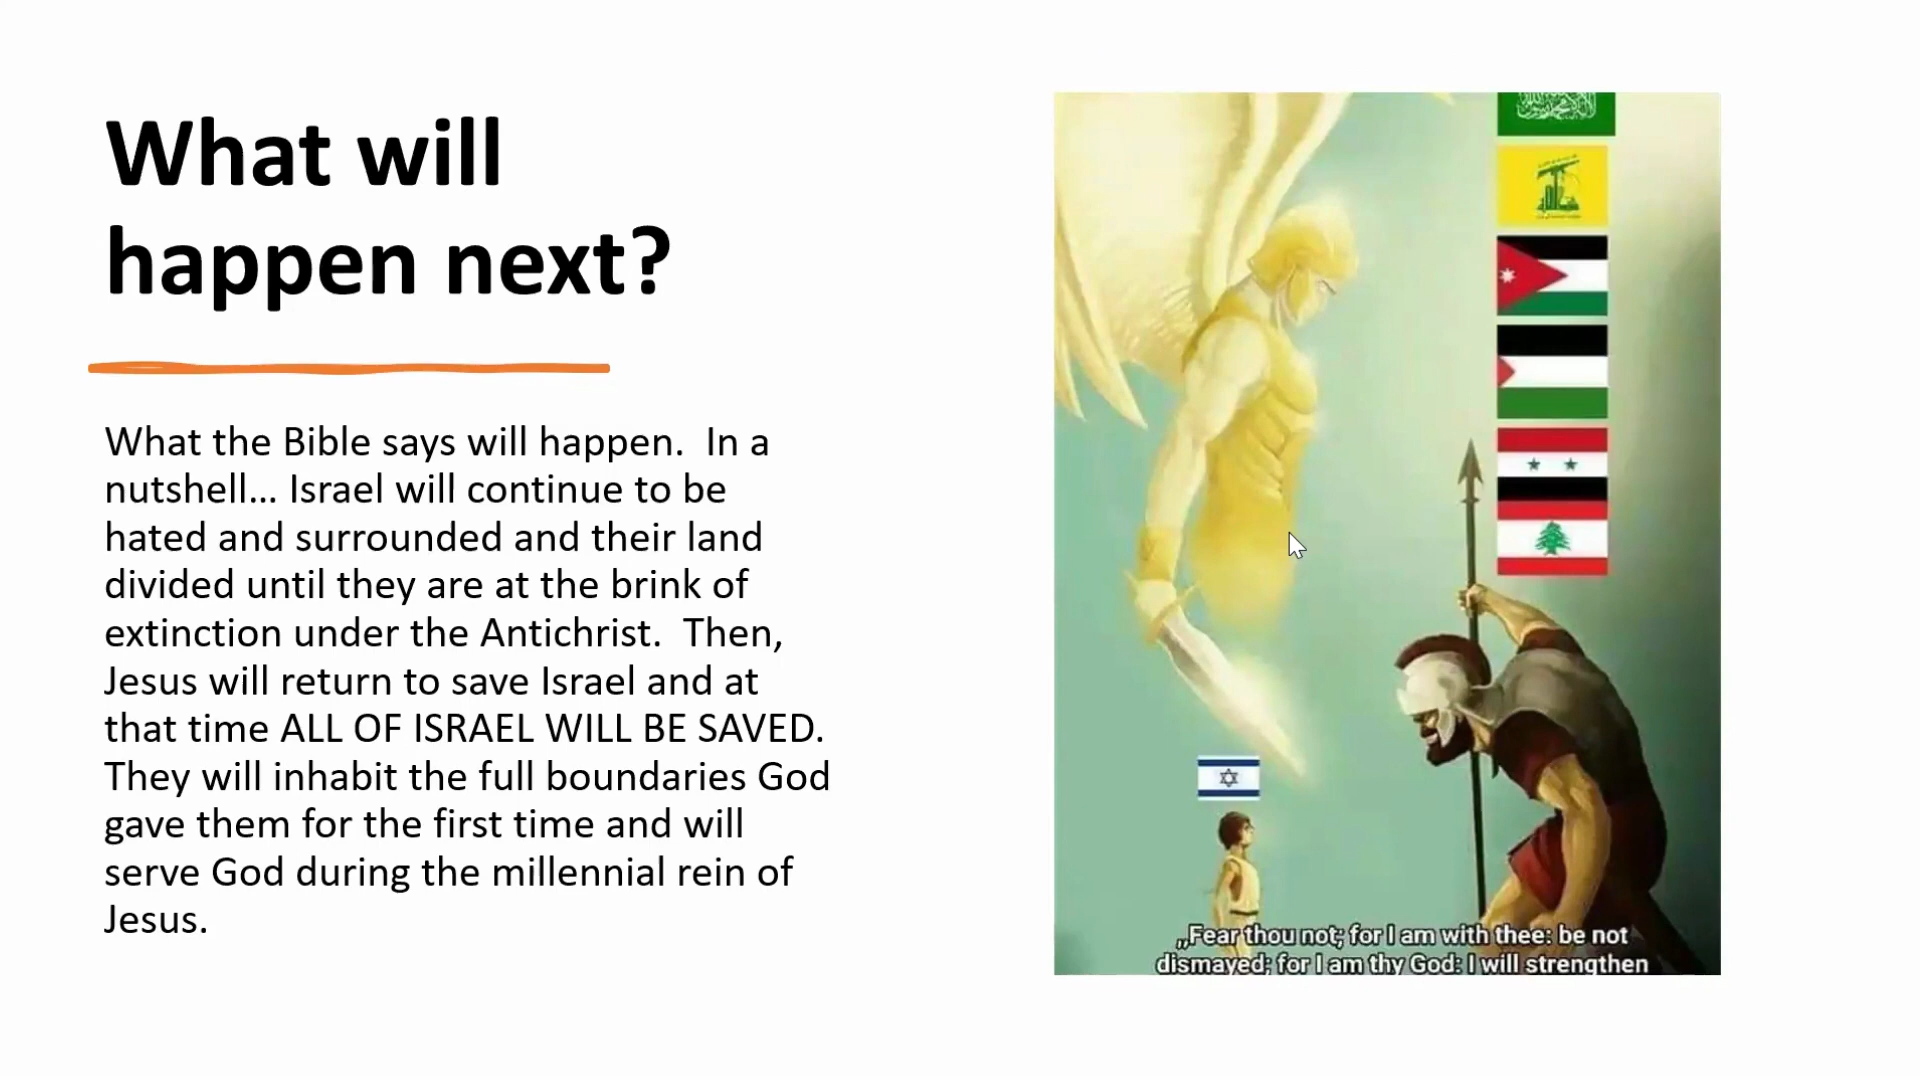 What will
happen next?
What the Bible says will happen.  In a
nutshell... Israel will continue to be
hated and surrounded and their land
divided until they are at the brink of
extinction under the Antichrist.  Then,
Jesus will return to save Israel and at
that time ALL OF ISRAEL WILL BE SAVED.
They will inhabit the full boundaries God
gave them for the first time and will
serve God during the millennial rein of
Jesus.
„Fear thou not; for I am with thee: be not
dismayed; for I am thy God: I will strengthen